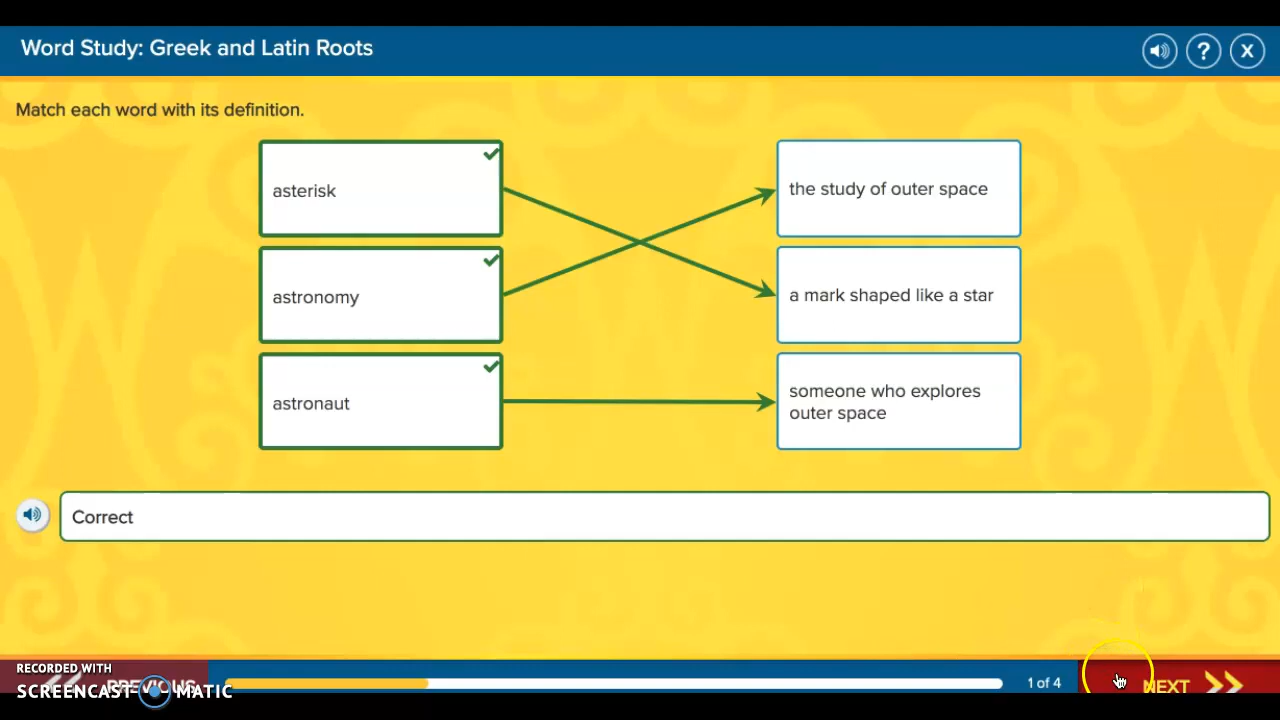 Word Study: Greek and Latin Roots
?
X
Match each word with its definition.
asterisk
the study of outer space
astronomy
a mark shaped like a star
astronaut
someone who explores
outer space
Correct
RECORDED WITH
PREVIOUS
SCREENCAST MATIC
1 of 4
NEXT